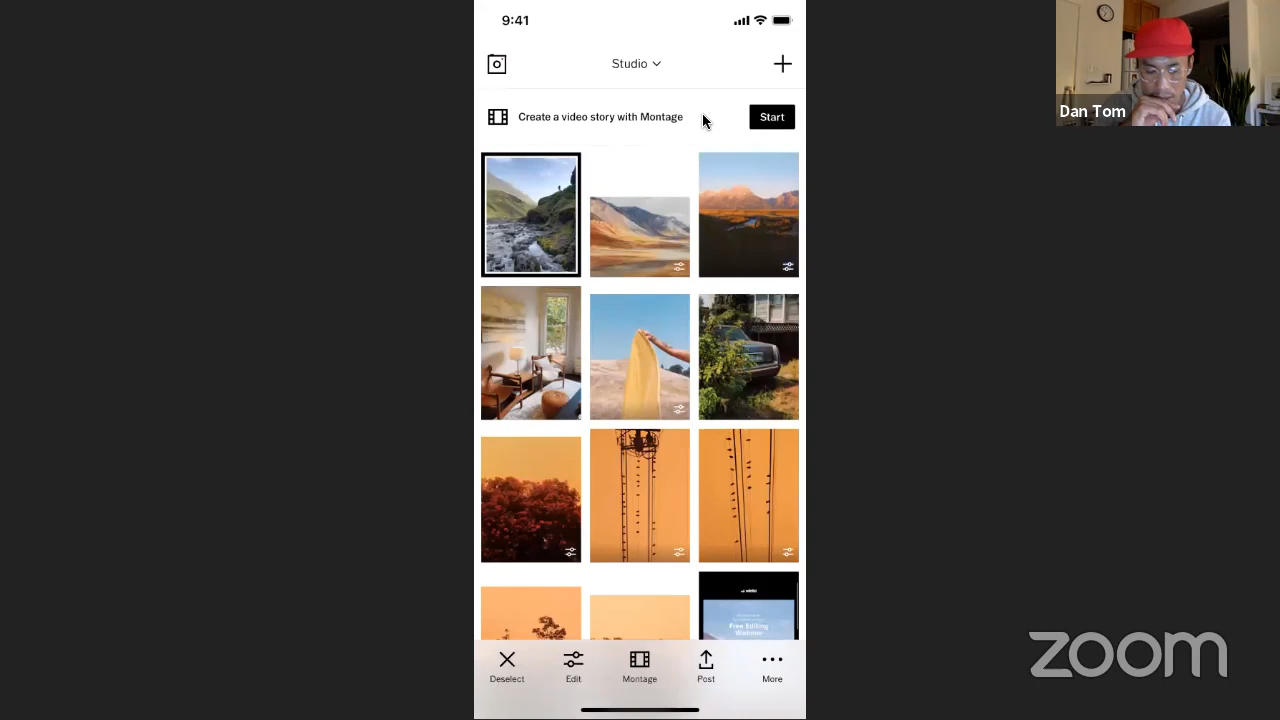 9:41
Studio
Create a video story with Montage
Start
Free Editing
Webinar
Deselect
Edit
Montage
Post
More
Dan Tom
zoom